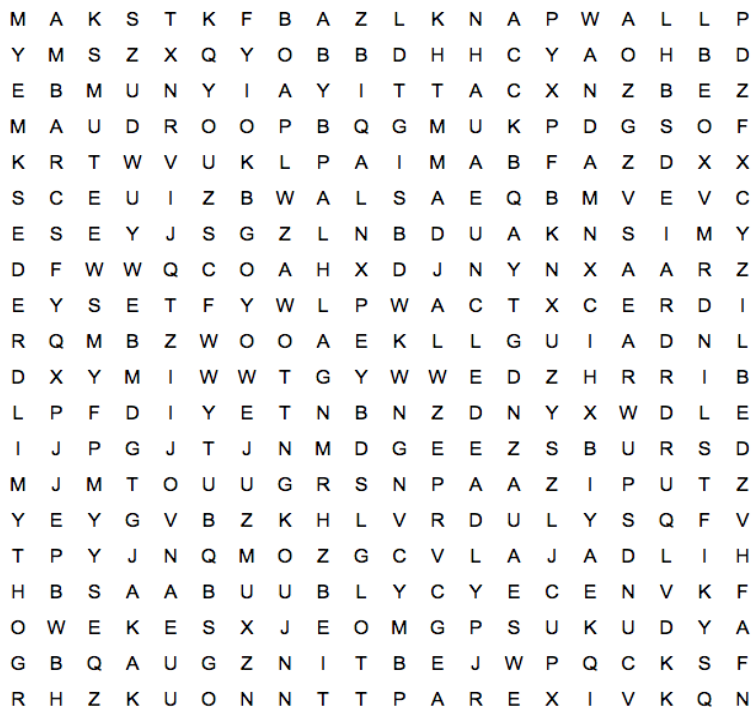 M A K S T K F B A Z L K N A P W A L L P
Y M S Z X Q Y O B B D H H C Y A O H B D
E B M U N Y I A Y I T T A C X N Z B E Z
M A U D R O O P B Q G M U K P D G S O F
K R T W V U K L P A I M A B F A Z D X X
S C E U I Z B W A L S A E Q B M V E V C
E S E Y J S G Z L N B D U A K N S I M Y
D F W W Q C O A H X D J N Y N X A A R Z
E Y S E T F Y W L P W A C T X C E R D I
R Q M B Z W O O A E K L L G U I A D N L
D X Y M I W W T G Y W W E D Z H R R I B
L P F D I Y E T N B N Z D N Y X W D L E
I J P G J T J N M D G E E Z S B U R S D
M J M T O U U G R S N P A A Z I P U T Z
Y E Y G V B Z K H L V R D U L Y S Q F V
T P Y J N Q M O Z G C V L A J A D L I H
H B S A A B U U B L Y C Y E C E N V K F
O W E K E S X J E O M G P S U K U D Y A
G B Q A U G Z N I T B E J W P Q C K S F
R H Z K U O N N T T P A R E X I V K Q N